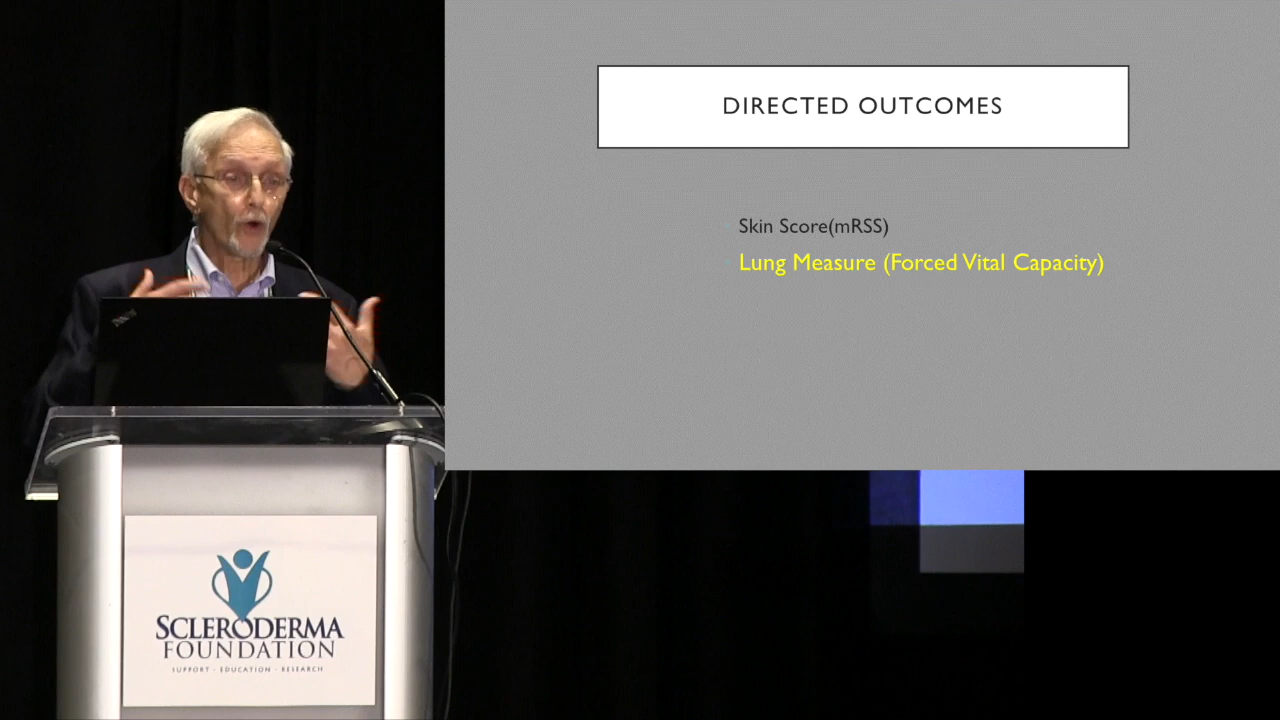 DIRECTED OUTCOMES
Skin Score(mRSS)
Lung Measure (Forced Vital Capacity)
SCLERODERMA
FOUNDATION
SUPPORT - EDUCATION - RESEARCH